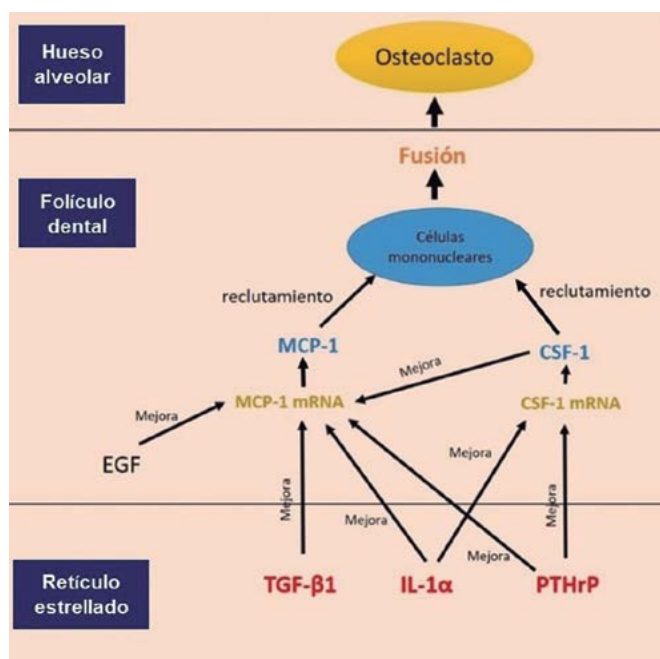 Hueso
alveolar
Osteoclasto
Fusión
Folículo
dental
Células
mononucleares
reclutamiento
reclutamiento
MCP-1
CSF-1
Mejora
Mejora
MCP-1 mRNA
CSF-1 mRNA
EGF
Mejora
Mejora
Mejora
Mejora
Mejora
Retículo
estrellado
TGF-β1
IL-1α
PTHrP